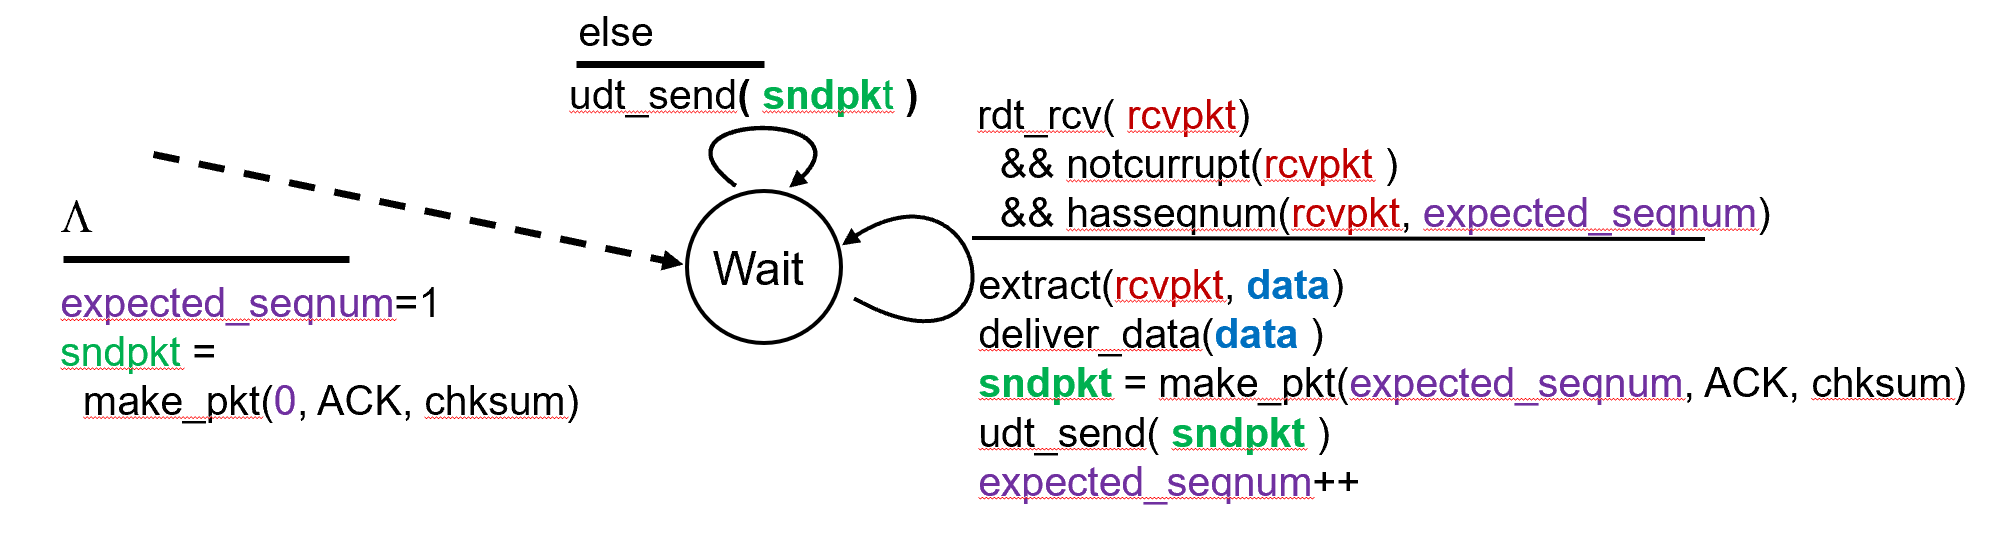 else
udt_send( sndpkt )
rdt_rcv( rcvpkt)
&& notcurrupt(rcvpkt )
&& hasseqnum(rcvpkt, expected_seqnum)
Λ
expected_seqnum=1
sndpkt =
make_pkt(0, ACK, chksum)
Wait
extract(rcvpkt, data)
deliver_data(data )
sndpkt = make_pkt(expected_seqnum, ACK, chksum)
udt_send( sndpkt )
expected_seqnum++